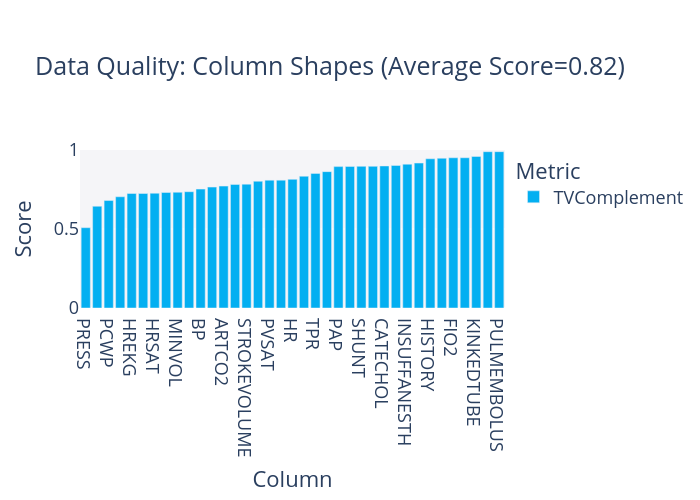 Data Quality: Column Shapes (Average Score=0.82)
1
0.5
0
Score
PRESS
PCWP
HREKG
HRSAT
MINVOL
BP
ARTCO2
STROKEVOLUME
PVSAT
HR
TPR
PAP
SHUNT
CATECHOL
INSUFFANESTH
HISTORY
FIO2
KINKEDTUBE
PULMEMBOLUS
Column
Metric
TVComplement